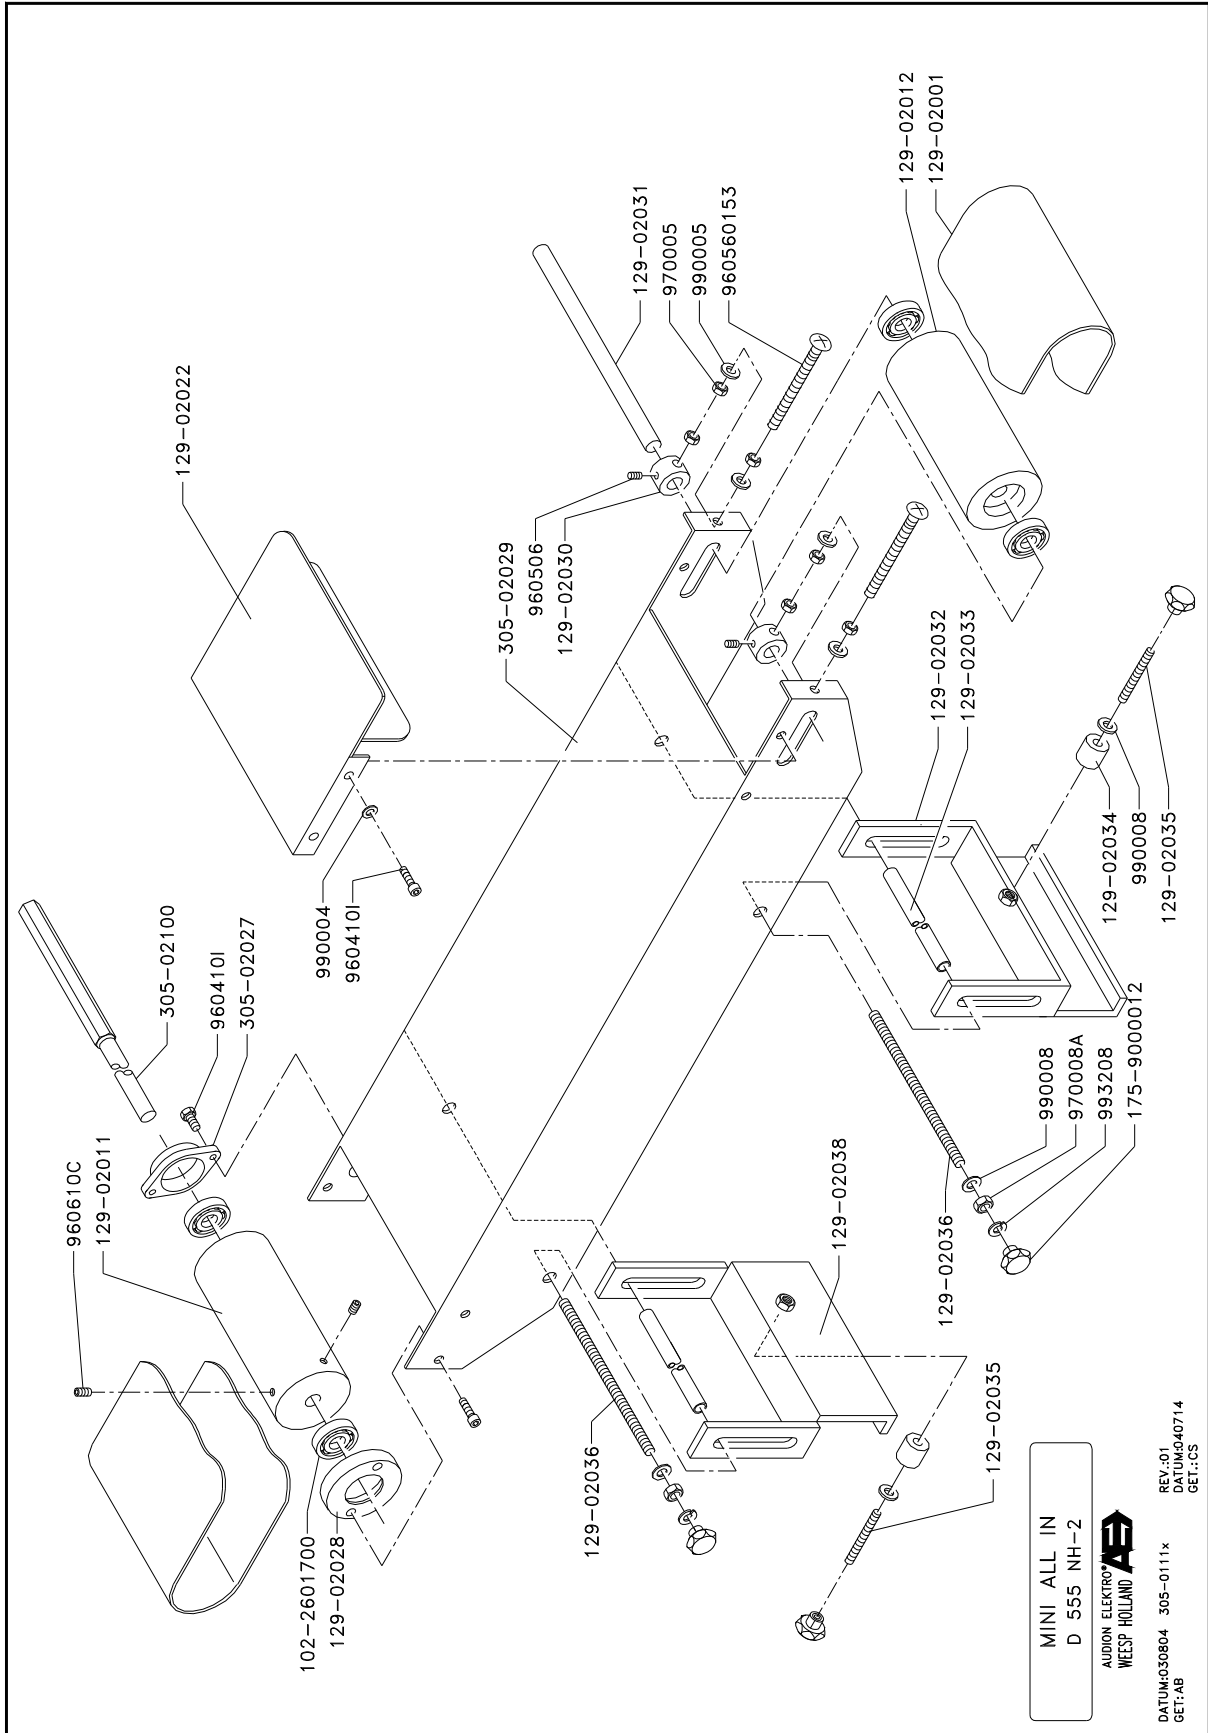 129-02022
305-02100
960410I
305-02027
990004
960410I
960610C
129-02011
102-2601700
129-02028
305-02029
960506
129-02030
129-02031
970005
990005
960560153
129-02012
129-02001
129-02032
129-02033
129-02034
990008
129-02035
990008
970008A
993208
175-9000012
129-02036
129-02038
129-02036
129-02035
MINI ALL IN
D 555 NH-2
AUDION ELEKTRO®
WEESP HOLLAND
AE
DATUM:030804 305-0111x
GET:AB
REV.:01
DATUM:040714
GET.:CS